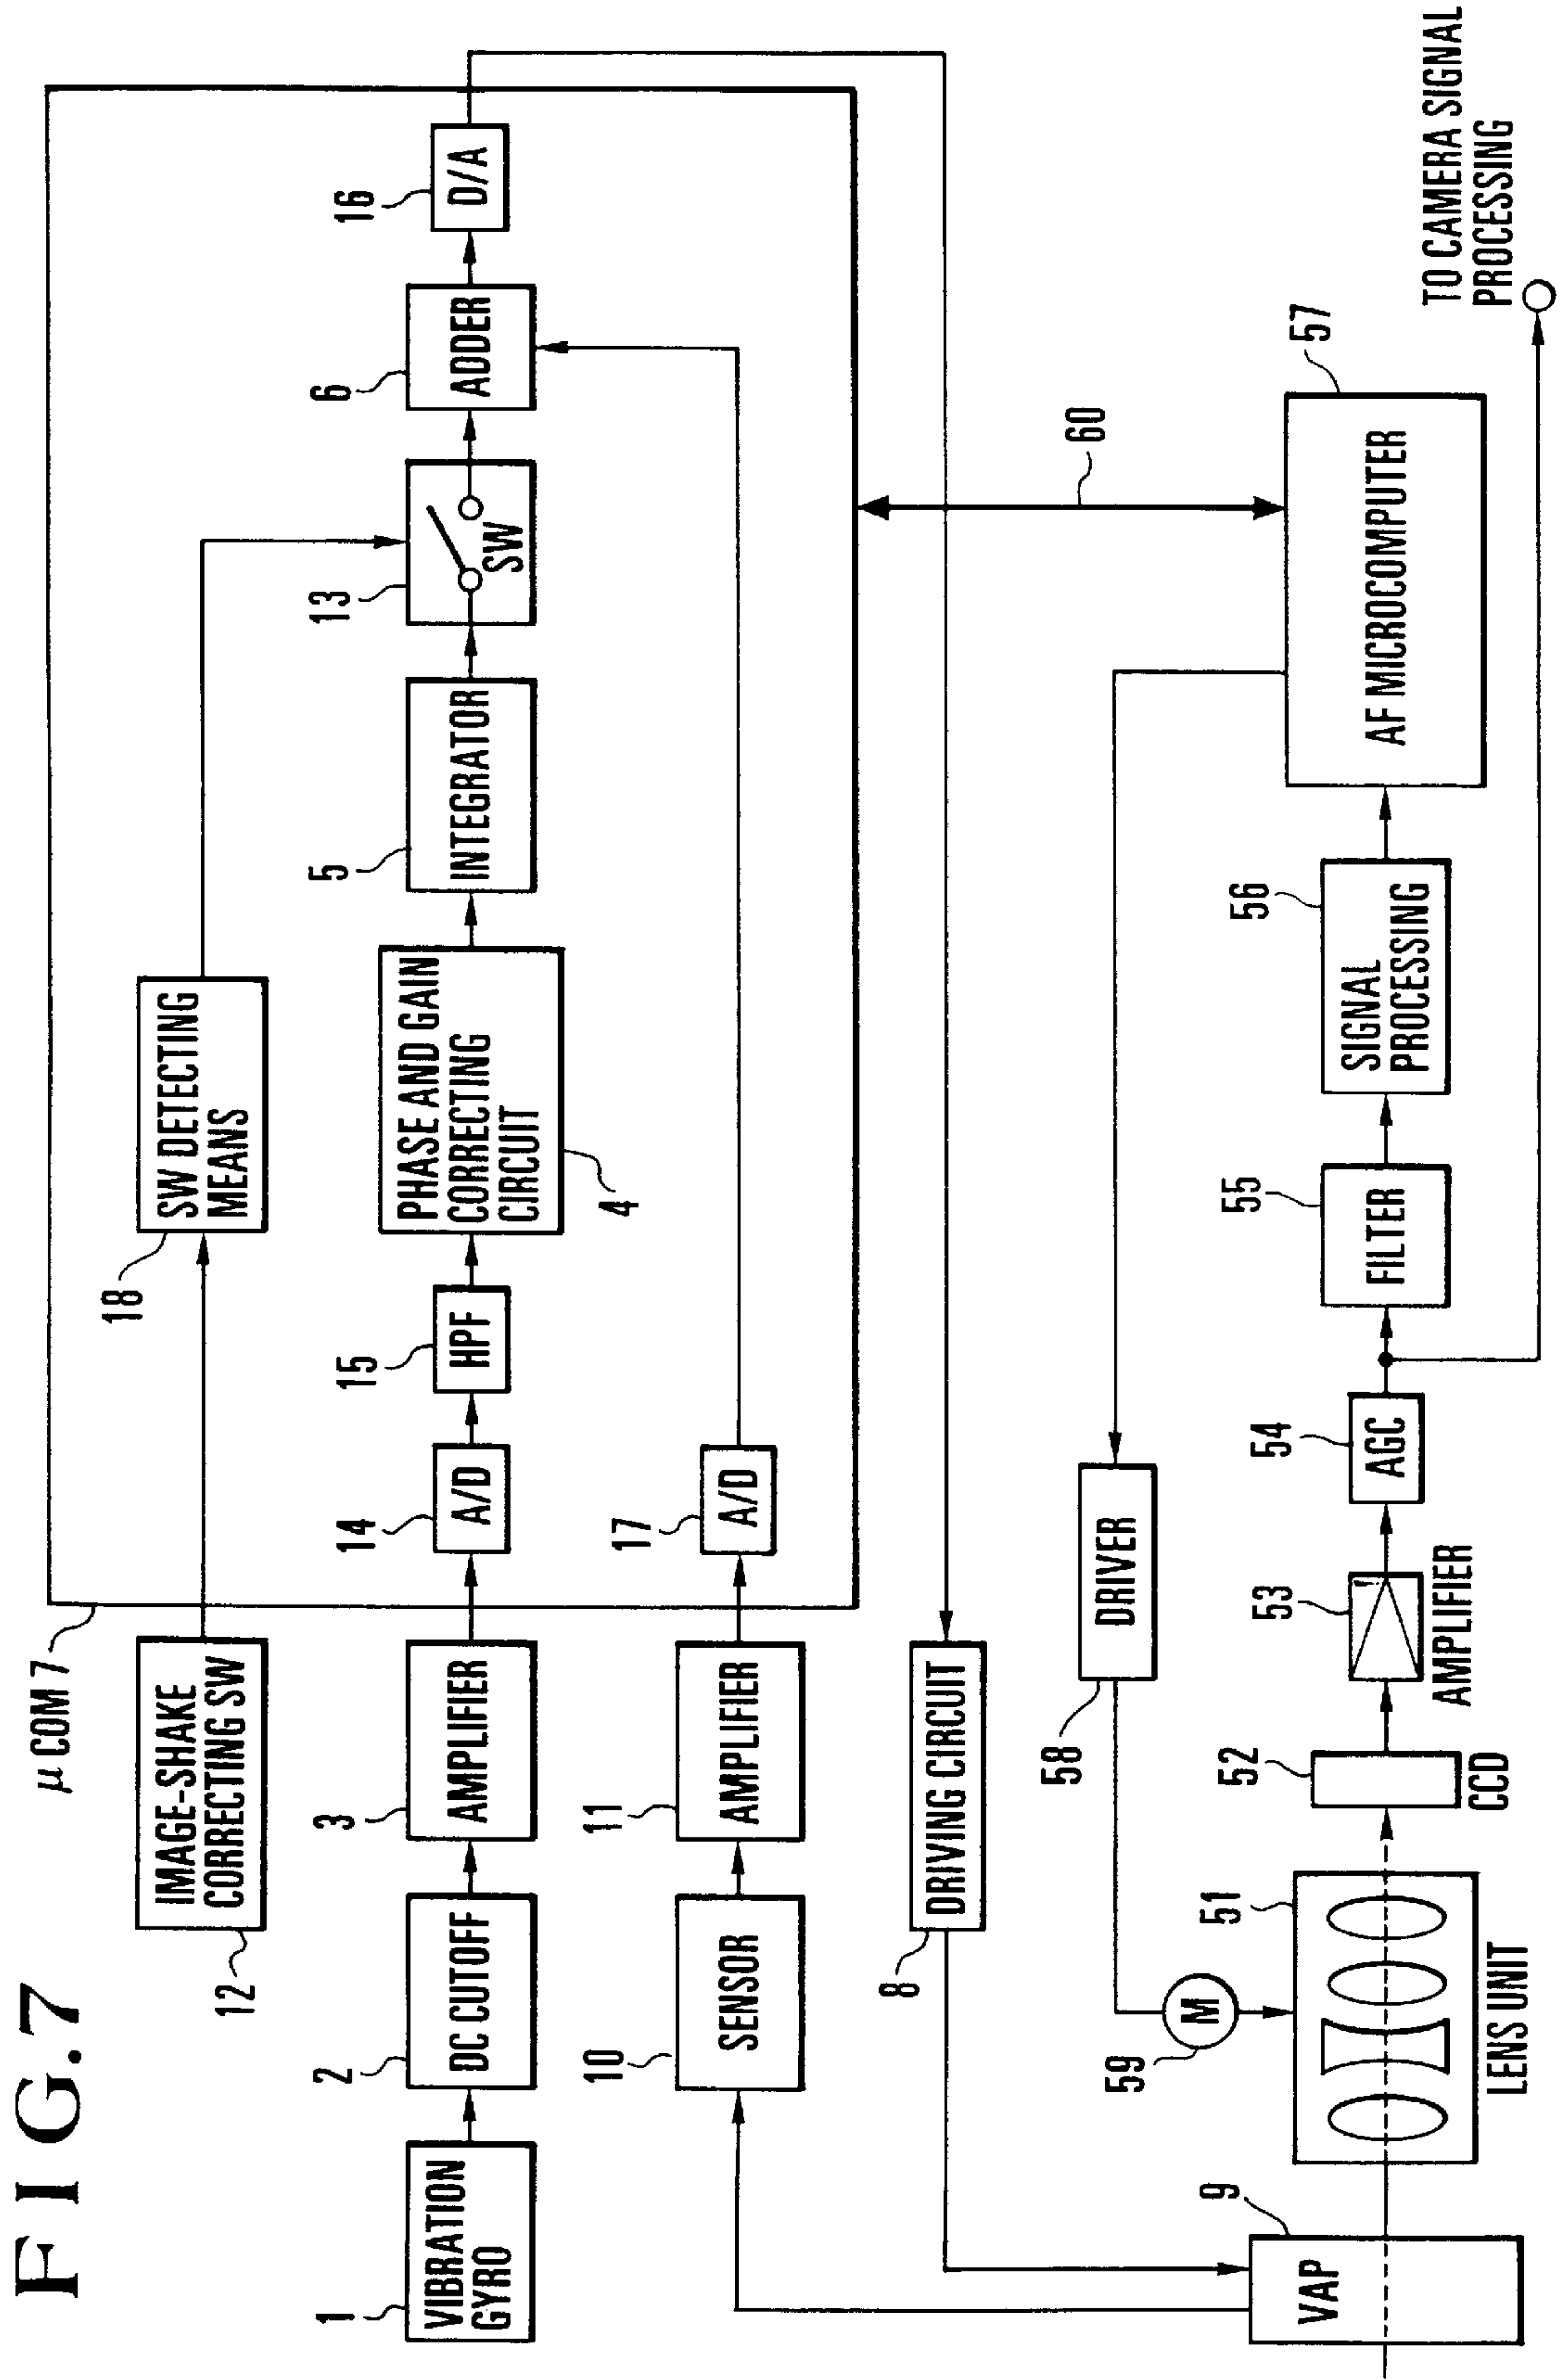 FIG.7
μ COM 7
IMAGE-SHAKE
CORRECTING SW
12
SW DETECTING
MEANS
18
1
VIBRATION
GYRO
2
DC CUTOFF
3
AMPLIFIER
14
A/D
15
HPF
PHASE AND GAIN
CORRECTING
CIRCUIT
4
5
INTEGRATOR
13
SW
6
ADDER
16
D/A
10
SENSOR
11
AMPLIFIER
17
A/D
8
DRIVING CIRCUIT
58
DRIVER
60
59
M
9
VAP
51
LENS UNIT
52
CCD
53
AMPLIFIER
54
AGC
55
FILTER
56
SIGNAL
PROCESSING
57
AF MICROCOMPUTER
TO CAMERA SIGNAL
PROCESSING